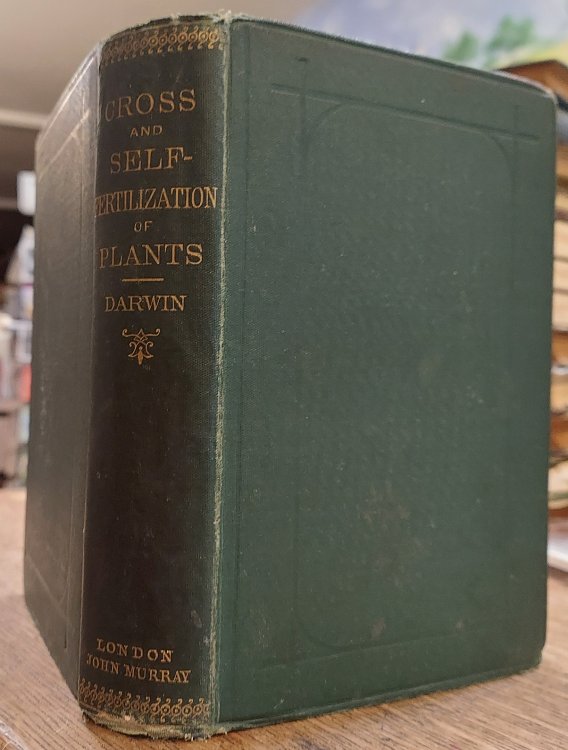 CROSS
AND
SELF-
FERTILIZATION
OF
PLANTS
DARWIN
LONDON
JOHN MURRAY